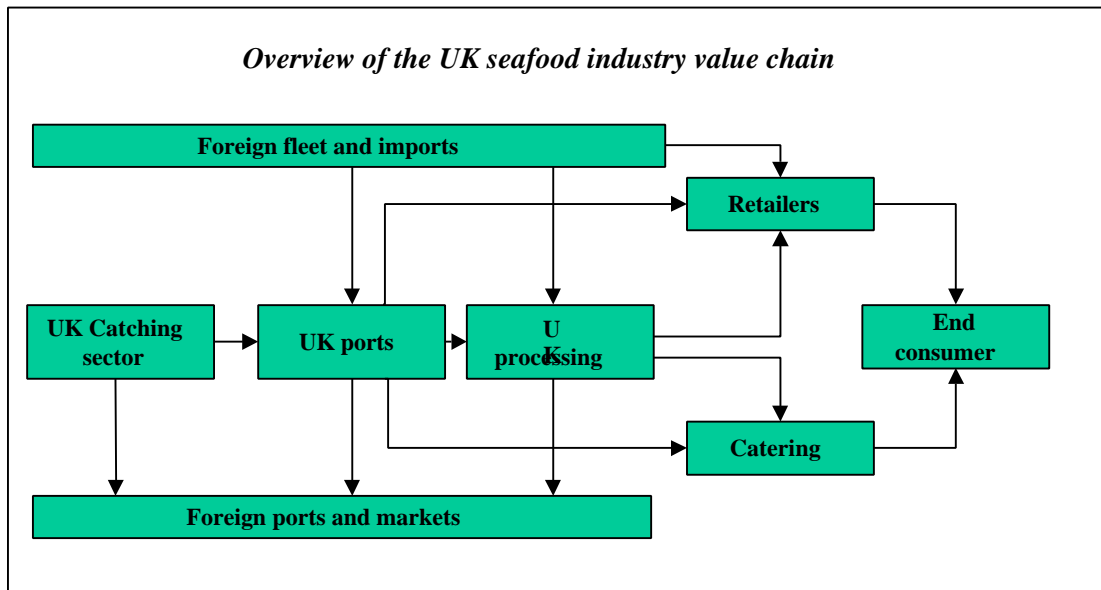 Overview of the UK seafood industry value chain
Foreign fleet and imports
Retailers
UK Catching
sector
UK ports
UK
processing
End
consumer
Catering
Foreign ports and markets